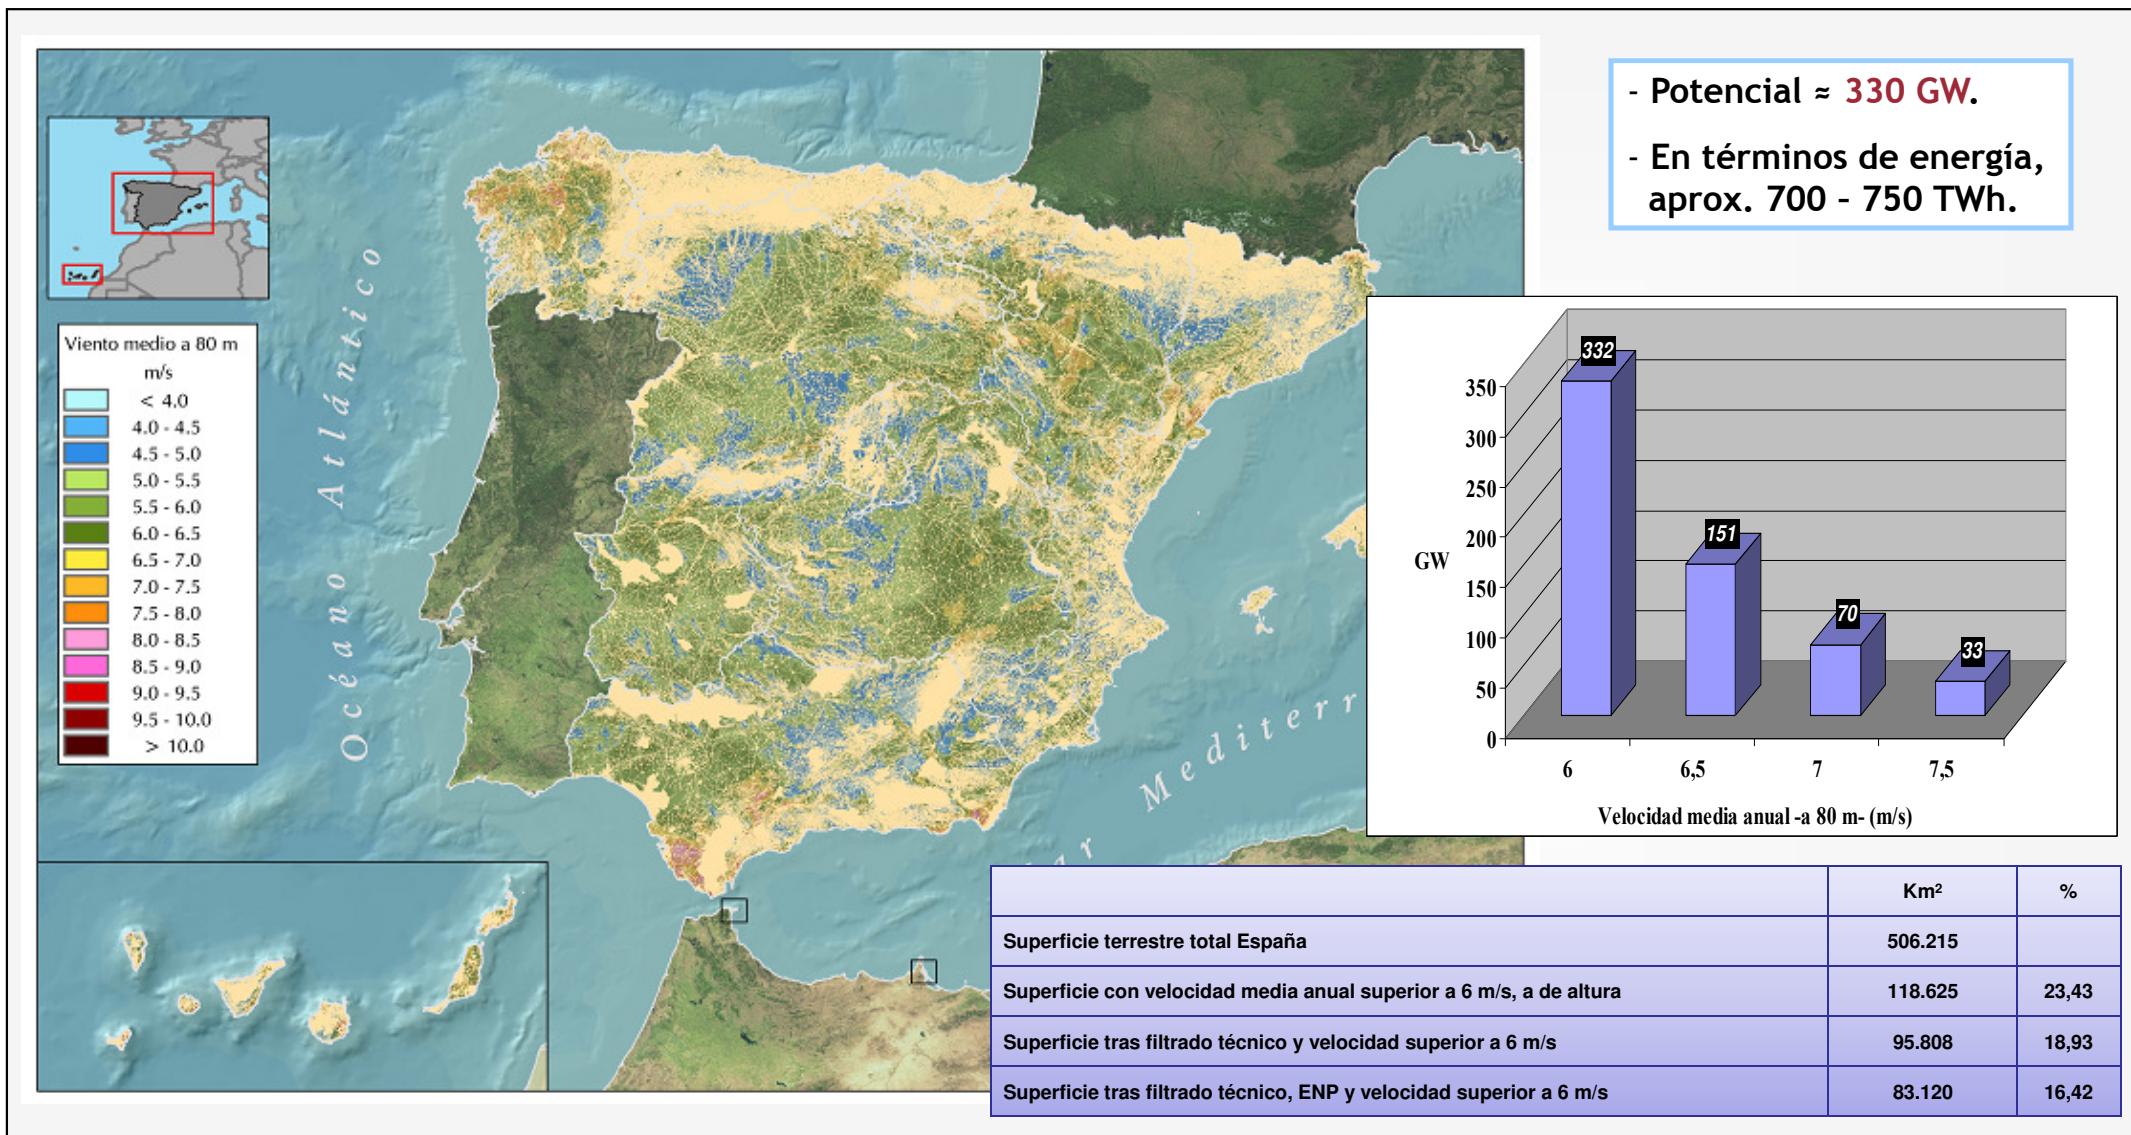 - Potencial ≈ 330 GW.
- En términos de energía,
aprox. 700 – 750 TWh.
Océano Atlántico
Viento medio a 80 m
m/s
< 4.0
4.0 - 4.5
4.5 - 5.0
5.0 - 5.5
5.5 - 6.0
6.0 - 6.5
6.5 - 7.0
7.0 - 7.5
7.5 - 8.0
8.0 - 8.5
8.5 - 9.0
9.0 - 9.5
9.5 - 10.0
> 10.0
ar Mediterr
GW
350
300
250
200
150
100
50
0
332
151
70
33
6 6,5 7 7,5
Velocidad media anual -a 80 m- (m/s)
Km² %
Superficie terrestre total España 506.215
Superficie con velocidad media anual superior a 6 m/s, a de altura 118.625 23,43
Superficie tras filtrado técnico y velocidad superior a 6 m/s 95.808 18,93
Superficie tras filtrado técnico, ENP y velocidad superior a 6 m/s 83.120 16,42